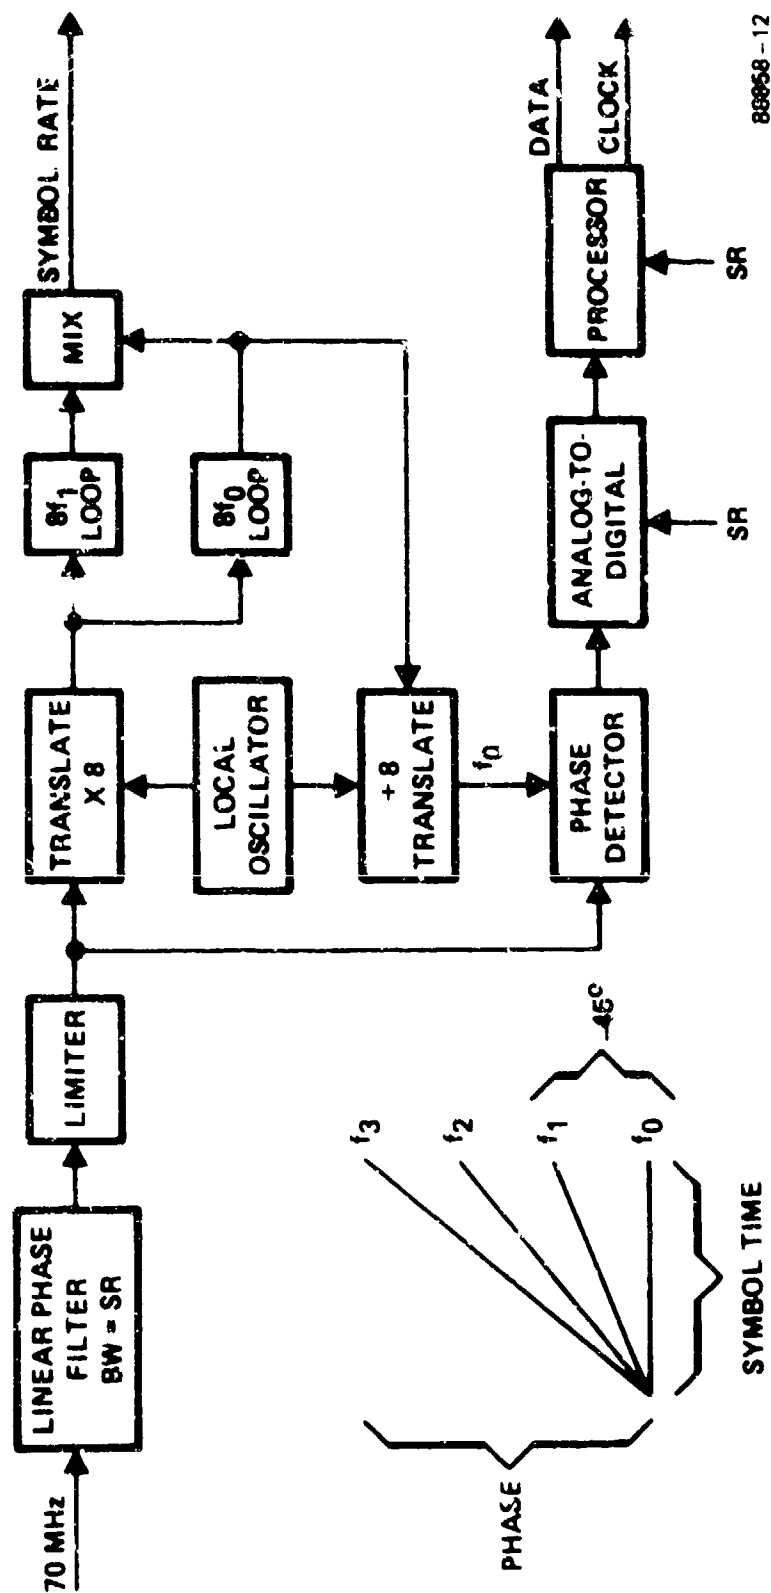 70 MHz
LINEAR PHASE
FILTER
BW = SR
LIMITER
TRANSLATE
X 8
8f1
LOOP
MIX
SYMBOL RATE
LOCAL
OSCILLATOR
8f0
LOOP
÷ 8
TRANSLATE
f0
PHASE
DETECTOR
ANALOG-TO-
DIGITAL
SR
PROCESSOR
SR
DATA
CLOCK
PHASE
f3
f2
f1
f0
45°
SYMBOL TIME
88858-12